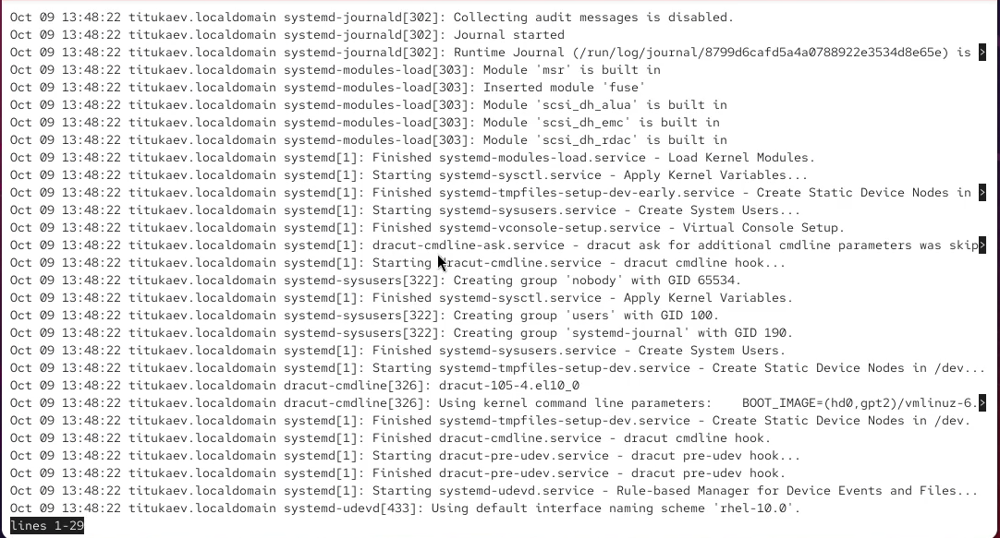 Oct 09 13:48:22 titukaev.localdomain systemd-journald[302]: Collecting audit messages is disabled.
Oct 09 13:48:22 titukaev.localdomain systemd-journald[302]: Journal started
Oct 09 13:48:22 titukaev.localdomain systemd-journald[302]: Runtime Journal (/run/log/journal/8799d6cafd5a4a0788922e3534d8e65e) is >
Oct 09 13:48:22 titukaev.localdomain systemd-modules-load[303]: Module 'msr' is built in
Oct 09 13:48:22 titukaev.localdomain systemd-modules-load[303]: Inserted module 'fuse'
Oct 09 13:48:22 titukaev.localdomain systemd-modules-load[303]: Module 'scsi_dh_alua' is built in
Oct 09 13:48:22 titukaev.localdomain systemd-modules-load[303]: Module 'scsi_dh_emc' is built in
Oct 09 13:48:22 titukaev.localdomain systemd-modules-load[303]: Module 'scsi_dh_rdac' is built in
Oct 09 13:48:22 titukaev.localdomain systemd[1]: Finished systemd-modules-load.service - Load Kernel Modules.
Oct 09 13:48:22 titukaev.localdomain systemd[1]: Starting systemd-sysctl.service - Apply Kernel Variables...
Oct 09 13:48:22 titukaev.localdomain systemd[1]: Finished systemd-tmpfiles-setup-dev-early.service - Create Static Device Nodes in >
Oct 09 13:48:22 titukaev.localdomain systemd[1]: Starting systemd-sysusers.service - Create System Users...
Oct 09 13:48:22 titukaev.localdomain systemd[1]: Finished systemd-vconsole-setup.service - Virtual Console Setup.
Oct 09 13:48:22 titukaev.localdomain systemd[1]: dracut-cmdline-ask.service - dracut ask for additional cmdline parameters was skip>
Oct 09 13:48:22 titukaev.localdomain systemd[1]: Starting dracut-cmdline.service - dracut cmdline hook...
Oct 09 13:48:22 titukaev.localdomain systemd-sysusers[322]: Creating group 'nobody' with GID 65534.
Oct 09 13:48:22 titukaev.localdomain systemd[1]: Finished systemd-sysctl.service - Apply Kernel Variables.
Oct 09 13:48:22 titukaev.localdomain systemd-sysusers[322]: Creating group 'users' with GID 100.
Oct 09 13:48:22 titukaev.localdomain systemd-sysusers[322]: Creating group 'systemd-journal' with GID 190.
Oct 09 13:48:22 titukaev.localdomain systemd[1]: Finished systemd-sysusers.service - Create System Users.
Oct 09 13:48:22 titukaev.localdomain systemd[1]: Starting systemd-tmpfiles-setup-dev.service - Create Static Device Nodes in /dev...
Oct 09 13:48:22 titukaev.localdomain dracut-cmdline[326]: dracut-105-4.el10_0
Oct 09 13:48:22 titukaev.localdomain dracut-cmdline[326]: Using kernel command line parameters:    BOOT_IMAGE=(hd0,gpt2)/vmlinuz-6.>
Oct 09 13:48:22 titukaev.localdomain systemd[1]: Finished systemd-tmpfiles-setup-dev.service - Create Static Device Nodes in /dev.
Oct 09 13:48:22 titukaev.localdomain systemd[1]: Finished dracut-cmdline.service - dracut cmdline hook.
Oct 09 13:48:22 titukaev.localdomain systemd[1]: Starting dracut-pre-udev.service - dracut pre-udev hook...
Oct 09 13:48:22 titukaev.localdomain systemd[1]: Finished dracut-pre-udev.service - dracut pre-udev hook.
Oct 09 13:48:22 titukaev.localdomain systemd[1]: Starting systemd-udevd.service - Rule-based Manager for Device Events and Files...
Oct 09 13:48:22 titukaev.localdomain systemd-udevd[433]: Using default interface naming scheme 'rhel-10.0'.
lines 1-29